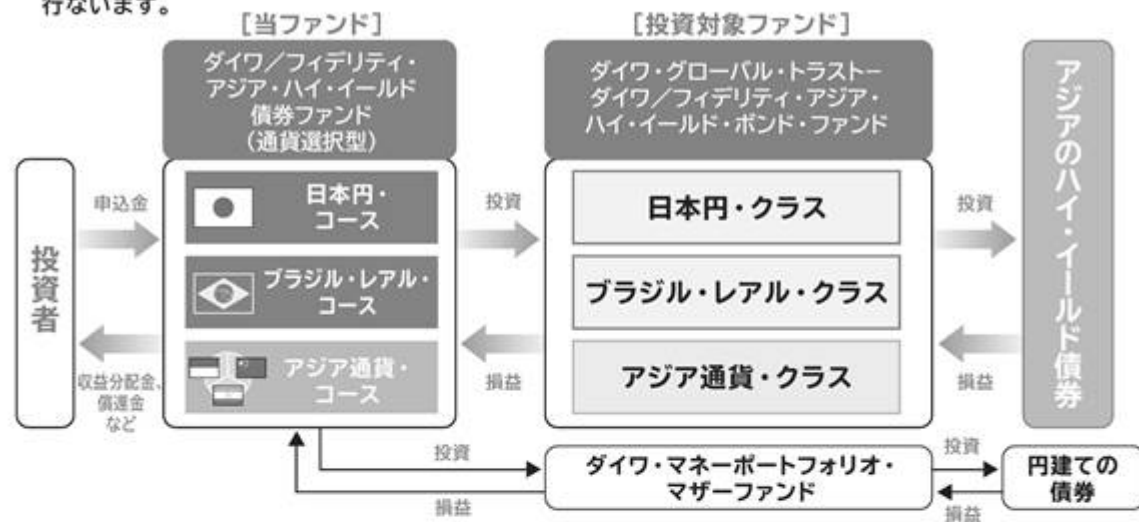 行ないます。
［当ファンド］
［投資対象ファンド］
ダイワ／フィデリティ・
アジア・ハイ・イールド
債券ファンド
（通貨選択型）
ダイワ・グローバル・トラスト－
ダイワ／フィデリティ・アジア・
ハイ・イールド・ボンド・ファンド
投資者
申込金
収益分配金、
償還金
など
日本円・
コース
ブラジル・レアル・
コース
アジア通貨・
コース
投資
損益
日本円・クラス
ブラジル・レアル・クラス
アジア通貨・クラス
投資
損益
アジアのハイ・イールド債券
投資
損益
ダイワ・マネーポートフォリオ・
マザーファンド
投資
損益
円建ての
債券